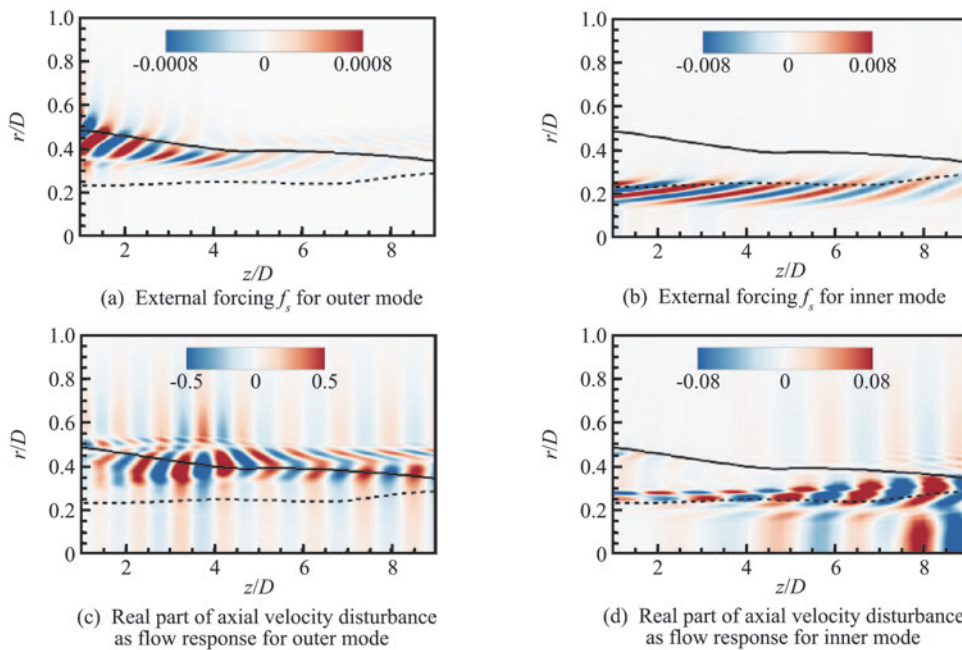 1.0
0.8
0.6
0.4
0.2
0
r/D
-0.0008 0 0.0008
2 4 6 8
z/D
(a) External forcing f_s for outer mode
1.0
0.8
0.6
0.4
0.2
0
r/D
-0.008 0 0.008
2 4 6 8
z/D
(b) External forcing f_s for inner mode
1.0
0.8
0.6
0.4
0.2
0
r/D
-0.5 0 0.5
2 4 6 8
z/D
(c) Real part of axial velocity disturbance
as flow response for outer mode
1.0
0.8
0.6
0.4
0.2
0
r/D
-0.08 0 0.08
2 4 6 8
z/D
(d) Real part of axial velocity disturbance
as flow response for inner mode